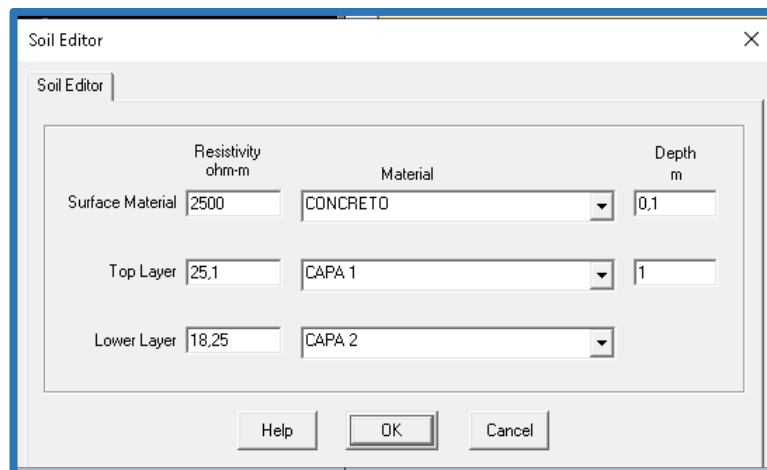 Soil Editor
Soil Editor
Resistivity
ohm-m
Material
Depth
m
Surface Material 2500 CONCRETO 0,1
Top Layer 25,1 CAPA 1 1
Lower Layer 18,25 CAPA 2
Help OK Cancel